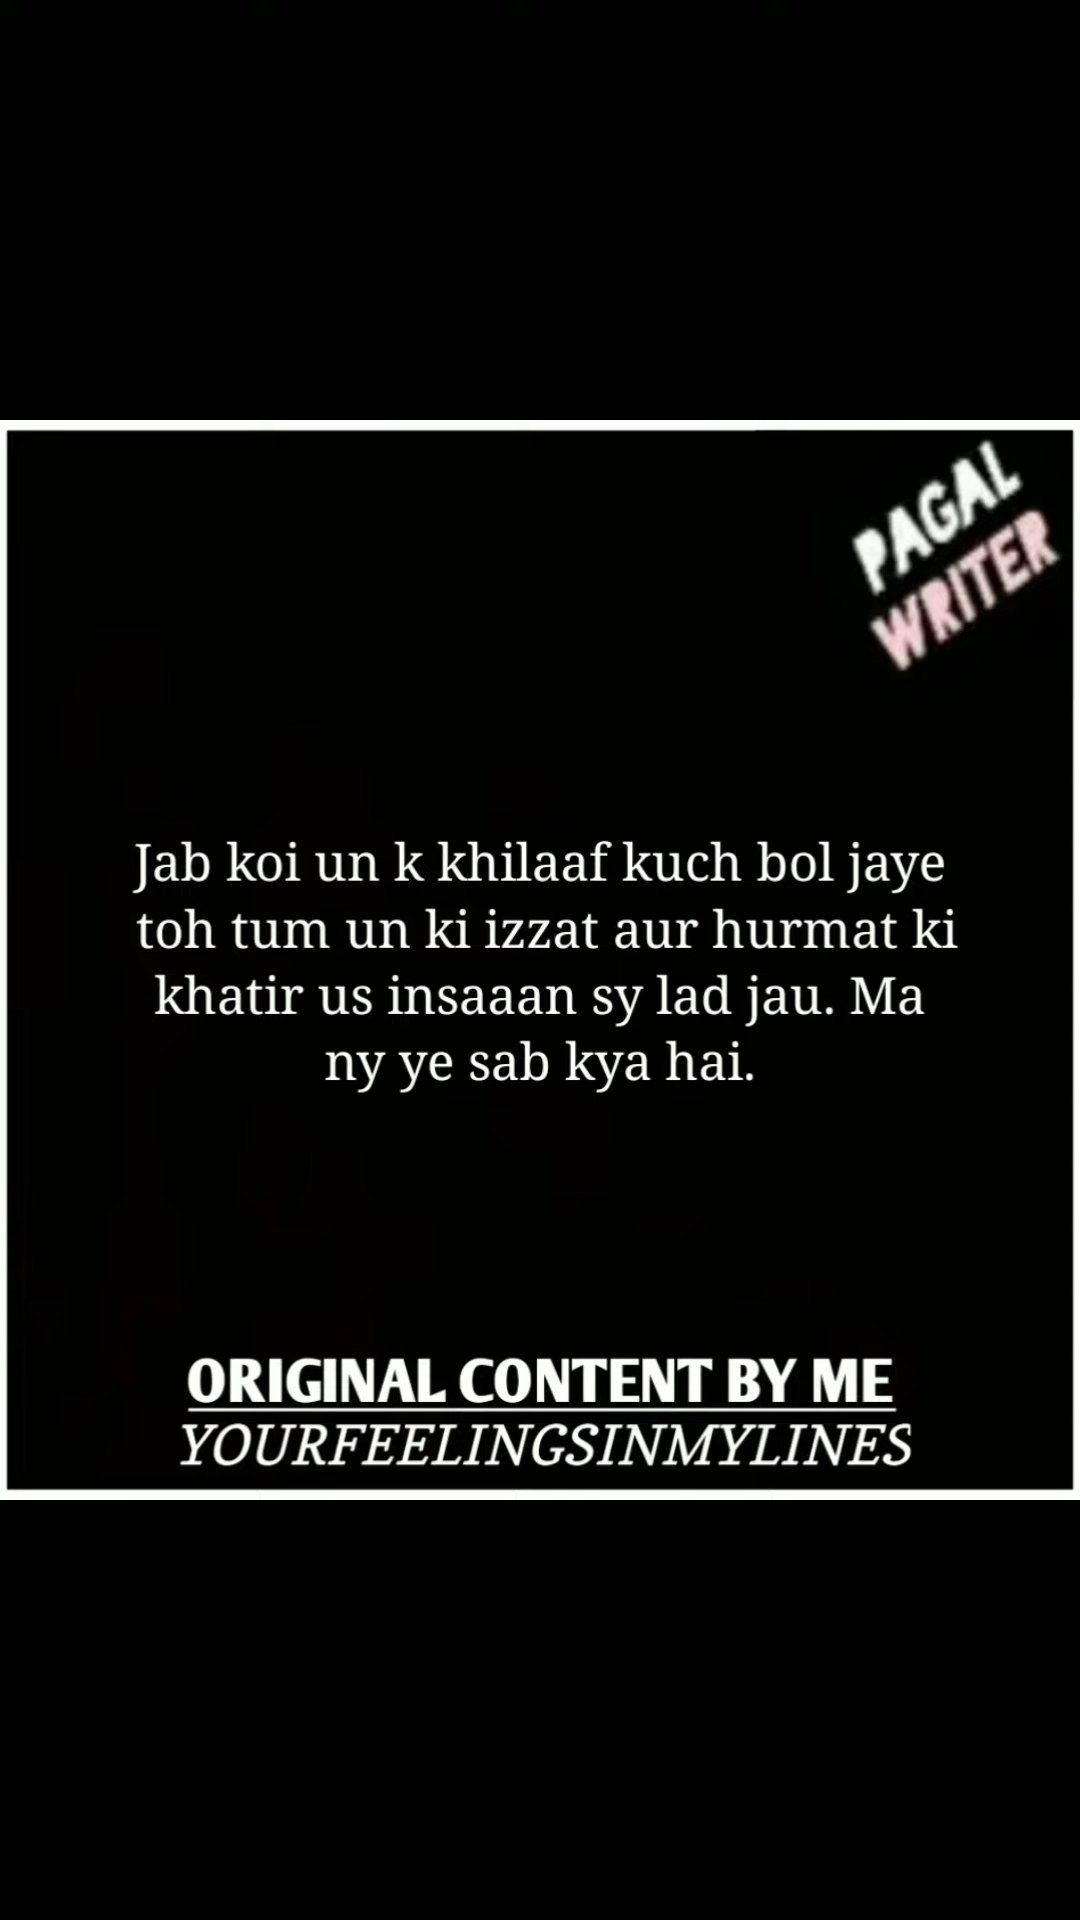 PAGAL
WRITER
Jab koi un k khilaaf kuch bol jaye
toh tum un ki izzat aur hurmat ki
khatir us insaaan sy lad jau. Ma
ny ye sab kya hai.
ORIGINAL CONTENT BY ME
YOURFEELINGSINMYLINES